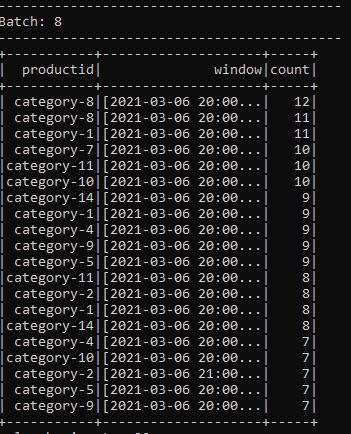 -------------------------------------------
Batch: 8
-------------------------------------------
+-----------+--------------------+-----+
|  productid|              window|count|
+-----------+--------------------+-----+
| category-8|[2021-03-06 20:00...|   12|
| category-8|[2021-03-06 20:00...|   11|
| category-1|[2021-03-06 20:00...|   11|
| category-7|[2021-03-06 20:00...|   10|
|category-11|[2021-03-06 20:00...|   10|
|category-10|[2021-03-06 20:00...|   10|
|category-14|[2021-03-06 20:00...|    9|
| category-1|[2021-03-06 20:00...|    9|
| category-4|[2021-03-06 20:00...|    9|
| category-9|[2021-03-06 20:00...|    9|
| category-5|[2021-03-06 20:00...|    9|
|category-11|[2021-03-06 20:00...|    8|
| category-2|[2021-03-06 20:00...|    8|
| category-1|[2021-03-06 20:00...|    8|
|category-14|[2021-03-06 20:00...|    8|
| category-4|[2021-03-06 20:00...|    7|
|category-10|[2021-03-06 20:00...|    7|
| category-2|[2021-03-06 21:00...|    7|
| category-5|[2021-03-06 20:00...|    7|
| category-9|[2021-03-06 20:00...|    7|
+-----------+--------------------+-----+